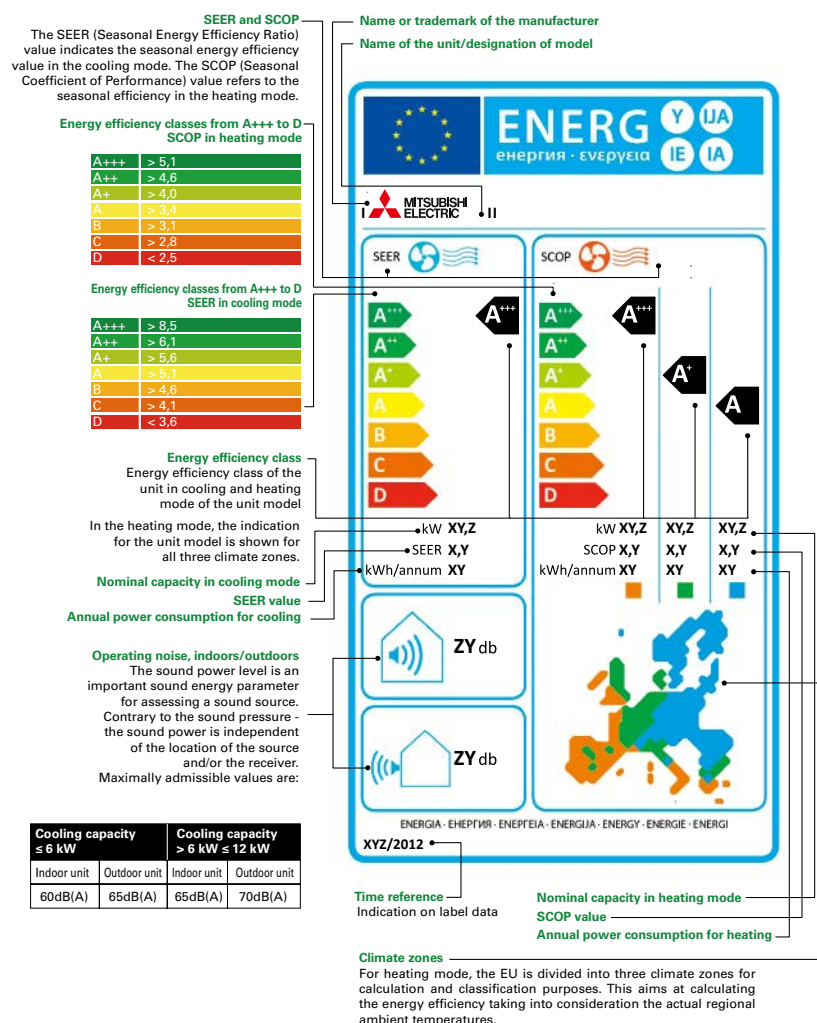 SEER and SCOP
The SEER (Seasonal Energy Efficiency Ratio)
value indicates the seasonal energy efficiency
value in the cooling mode. The SCOP (Seasonal
Coefficient of Performance) value refers to the
seasonal efficiency in the heating mode.
Name or trademark of the manufacturer
Name of the unit/designation of model
Energy efficiency classes from A+++ to D
SCOP in heating mode
A+++ > 5,1
A++ > 4,6
A+ > 4,0
A > 3,4
B > 3,1
C > 2,8
D < 2,5
Energy efficiency classes from A+++ to D
SEER in cooling mode
A+++ > 8,5
A++ > 6,1
A+ > 5,6
A > 5,1
B > 4,6
C > 4,1
D < 3,6
Energy efficiency class
Energy efficiency class of the
unit in cooling and heating
mode of the unit model
In the heating mode, the indication
for the unit model is shown for
all three climate zones.
Nominal capacity in cooling mode
SEER value
Annual power consumption for cooling
Operating noise, indoors/outdoors
The sound power level is an
important sound energy parameter
for assessing a sound source.
Contrary to the sound pressure -
the sound power is independent
of the location of the source
and/or the receiver.
Maximally admissible values are:
Cooling capacity
≤ 6 kW
Cooling capacity
> 6 kW ≤ 12 kW
Indoor unit Outdoor unit Indoor unit Outdoor unit
60dB(A) 65dB(A) 65dB(A) 70dB(A)
ENERG Y IJA
енергия · ενεργεια IE IA
I MITSUBISHI
ELECTRIC II
SEER
A+++ A+++
A++
A+
A
B
C
D
kW XY,Z
SEER X,Y
kWh/annum XY
SCOP
A+++ A+++
A++
A+ A+
A A
B
C
D
kW XY,Z XY,Z XY,Z
SCOP X,Y X,Y X,Y
kWh/annum XY XY XY
ZY db
ZY db
ENERGIA · ЕНЕРГИЯ · ΕΝΕΡΓΕΙΑ · ENERGIJA · ENERGY · ENERGIE · ENERGI
XYZ/2012
Time reference
Indication on label data
Nominal capacity in heating mode
SCOP value
Annual power consumption for heating
Climate zones
For heating mode, the EU is divided into three climate zones for
calculation and classification purposes. This aims at calculating
the energy efficiency taking into consideration the actual regional
ambient temperatures.